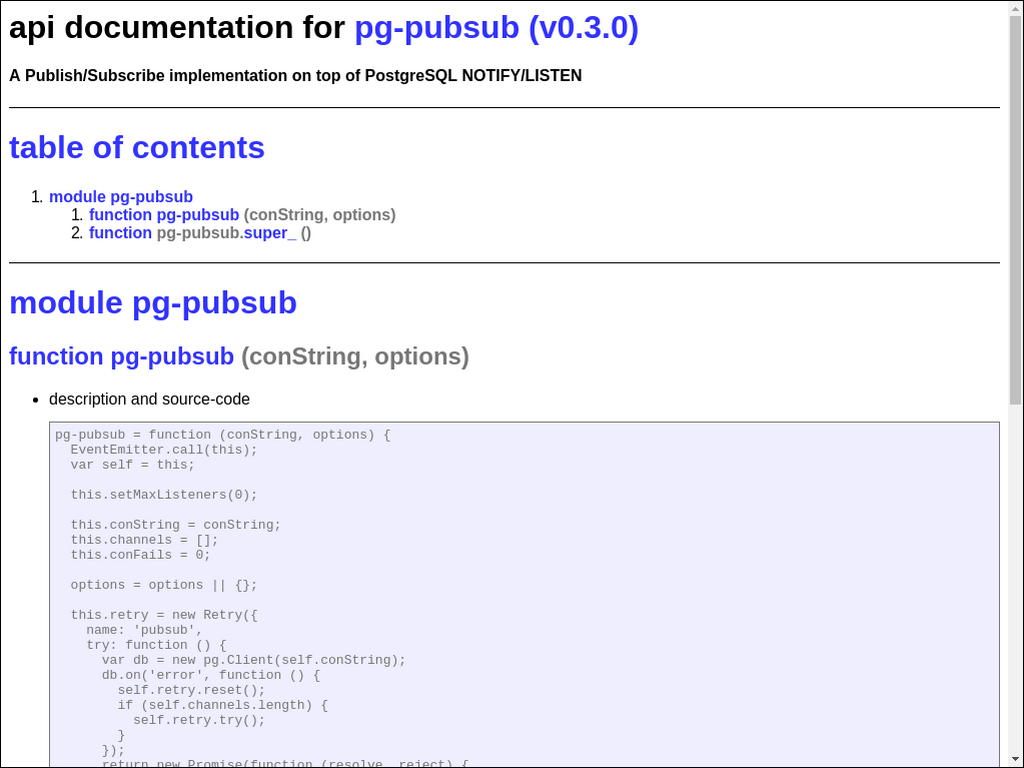 api documentation for pg-pubsub (v0.3.0)
A Publish/Subscribe implementation on top of PostgreSQL NOTIFY/LISTEN
table of contents
1. module pg-pubsub
1. function pg-pubsub (conString, options)
2. function pg-pubsub.super_ ()
module pg-pubsub
function pg-pubsub (conString, options)
• description and source-code
pg-pubsub = function (conString, options) {
  EventEmitter.call(this);
  var self = this;

  this.setMaxListeners(0);

  this.conString = conString;
  this.channels = [];
  this.conFails = 0;

  options = options || {};

  this.retry = new Retry({
    name: 'pubsub',
    try: function () {
      var db = new pg.Client(self.conString);
      db.on('error', function () {
        self.retry.reset();
        if (self.channels.length) {
          self.retry.try();
        }
      });
      return new Promise(function (resolve, reject) {